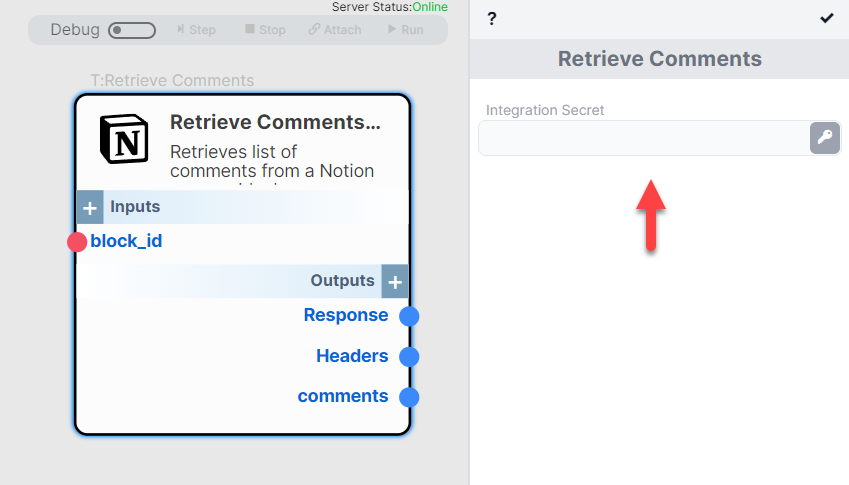 Server Status:Online
Debug
Step
Stop
Attach
Run
T:Retrieve Comments
N
Retrieve Comments...
Retrieves list of
comments from a Notion
+ Inputs
block_id
Outputs +
Response
Headers
comments
?
Retrieve Comments
Integration Secret